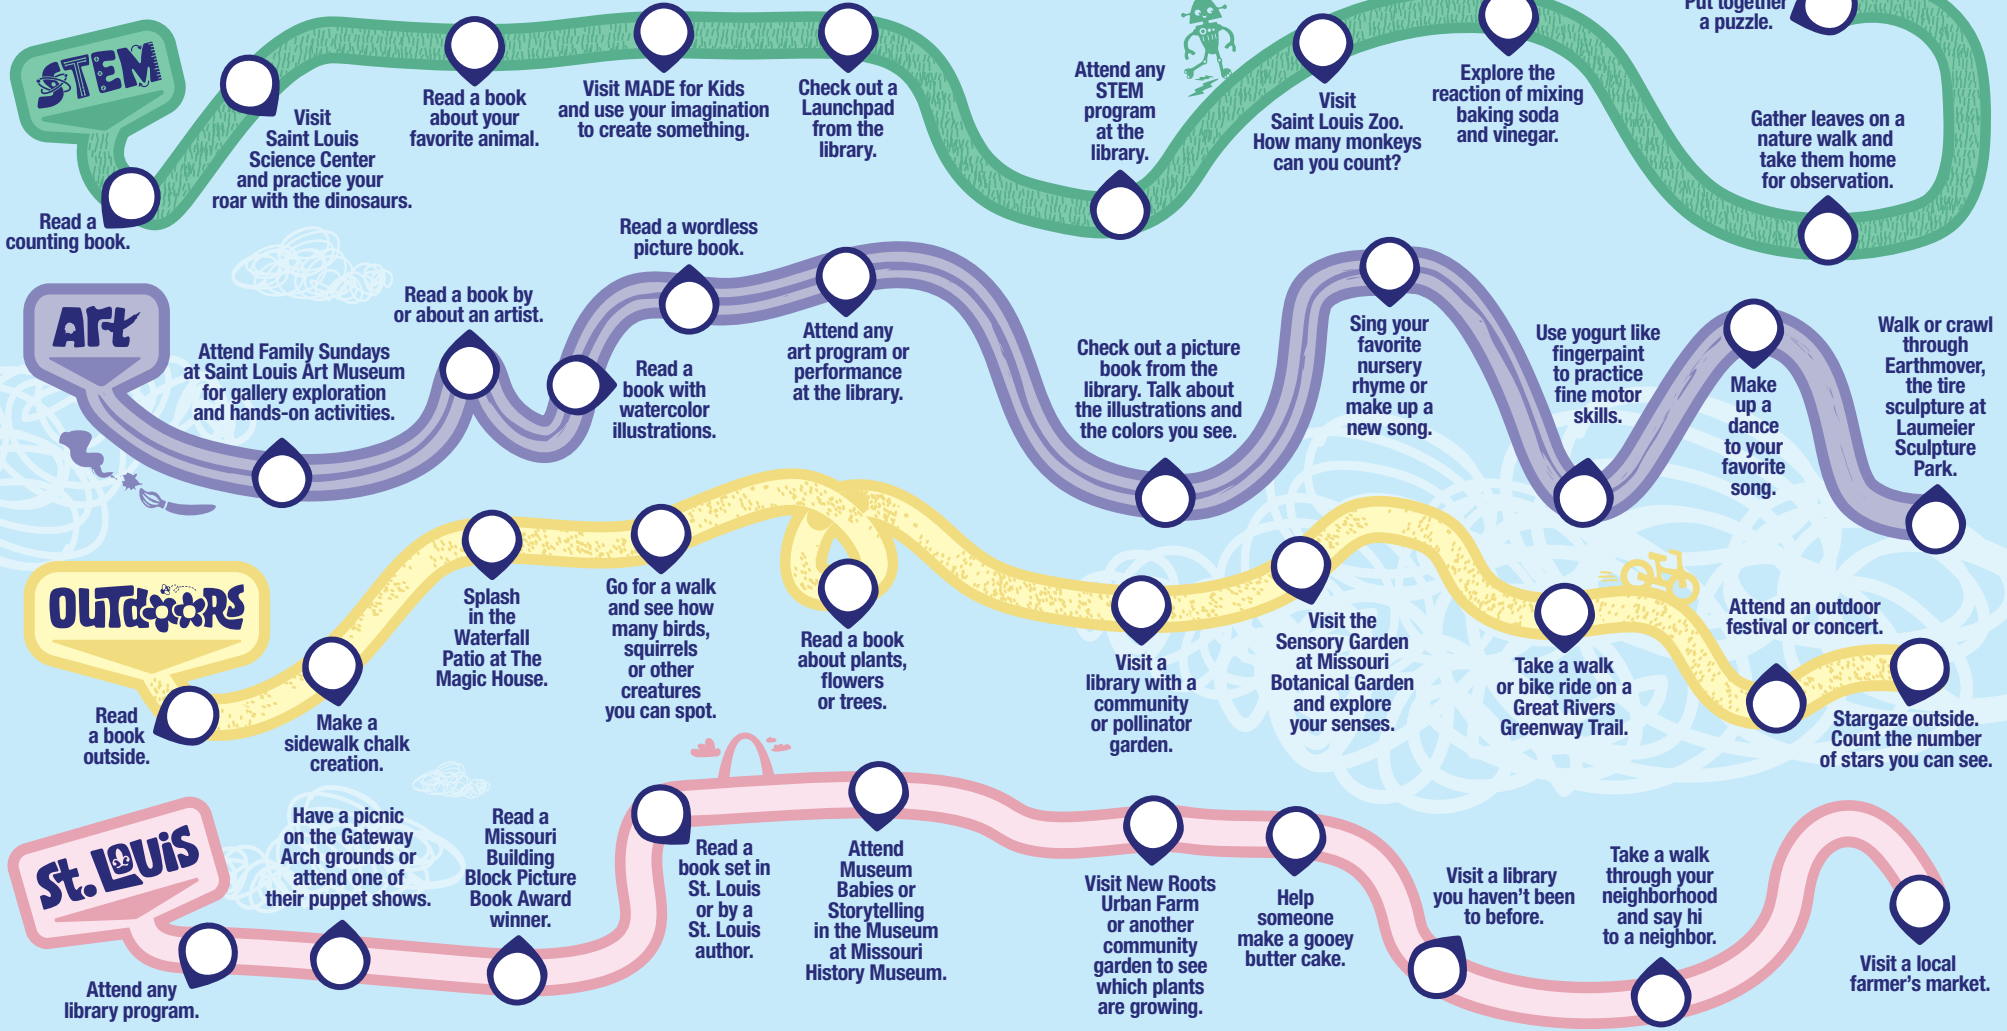 STEM
Read a
counting book.
Visit
Saint Louis
Science Center
and practice your
roar with the dinosaurs.
Read a book
about your
favorite animal.
Visit MADE for Kids
and use your imagination
to create something.
Check out a
Launchpad
from the
library.
Attend any
STEM
program
at the
library.
Visit
Saint Louis Zoo.
How many monkeys
can you count?
Explore the
reaction of mixing
baking soda
and vinegar.
Put together
a puzzle.
Gather leaves on a
nature walk and
take them home
for observation.
Art
Attend Family Sundays
at Saint Louis Art Museum
for gallery exploration
and hands-on activities.
Read a book by
or about an artist.
Read a
book with
watercolor
illustrations.
Read a wordless
picture book.
Attend any
art program or
performance
at the library.
Check out a picture
book from the
library. Talk about
the illustrations and
the colors you see.
Sing your
favorite
nursery
rhyme or
make up a
new song.
Use yogurt like
fingerpaint
to practice
fine motor
skills.
Make
up a
dance
to your
favorite
song.
Walk or crawl
through
Earthmover,
the tire
sculpture at
Laumeier
Sculpture
Park.
OUTdOORS
Read
a book
outside.
Make a
sidewalk chalk
creation.
Splash
in the
Waterfall
Patio at The
Magic House.
Go for a walk
and see how
many birds,
squirrels
or other
creatures
you can spot.
Read a book
about plants,
flowers
or trees.
Visit a
library with a
community
or pollinator
garden.
Visit the
Sensory Garden
at Missouri
Botanical Garden
and explore
your senses.
Take a walk
or bike ride on a
Great Rivers
Greenway Trail.
Attend an outdoor
festival or concert.
Stargaze outside.
Count the number
of stars you can see.
St. Louis
Attend any
library program.
Have a picnic
on the Gateway
Arch grounds or
attend one of
their puppet shows.
Read a
Missouri
Building
Block Picture
Book Award
winner.
Read a
book set in
St. Louis
or by a
St. Louis
author.
Attend
Museum
Babies or
Storytelling
in the Museum
at Missouri
History Museum.
Visit New Roots
Urban Farm
or another
community
garden to see
which plants
are growing.
Help
someone
make a gooey
butter cake.
Visit a library
you haven't been
to before.
Take a walk
through your
neighborhood
and say hi
to a neighbor.
Visit a local
farmer's market.